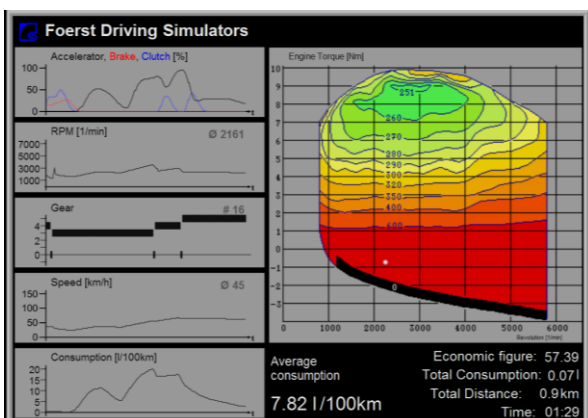 Foerst Driving Simulators
Accelerator, Brake, Clutch [%]
100
50
0
t
RPM [1/min]
Ø 2161
7000
5000
3000
1000
t
Gear
# 16
4
2
0
t
Speed [km/h]
Ø 45
150
100
50
0
t
Consumption [l/100km]
20
15
10
5
0
t
Engine Torque [Nm]
10
9
8
7
6
5
4
3
2
1
0
-1
-2
-3
251
260
270
280
290
300
320
350
400
600
0
0 1000 2000 3000 4000 5000 6000
Revolution [1/min]
Average
consumption
7.82 l/100km
Economic figure: 57.39
Total Consumption: 0.07l
Total Distance: 0.9km
Time: 01:29